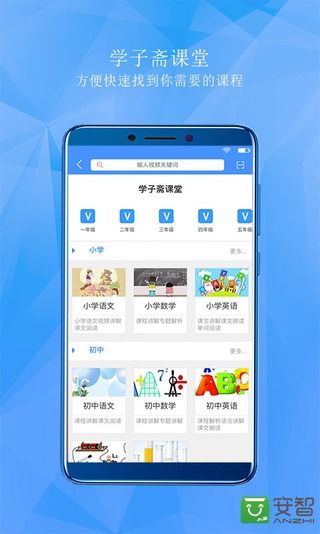 学子斋课堂
方便快速找到你需要的课程
输入视频关键词
学子斋课堂
V V V V V
一年级 二年级 三年级 四年级 五年级
小学 更多...
小学语文 小学数学 小学英语
小学语文视频讲解 课程讲解专题解析 课文讲解课文朗读
课文阅读 单词阅读
初中 更多...
ABC
初中语文 初中数学 初中英语
课程讲解课文阅读 课程讲解专题讲解 课程解析语法讲解
课文朗读
安智
ANZHI
AZ